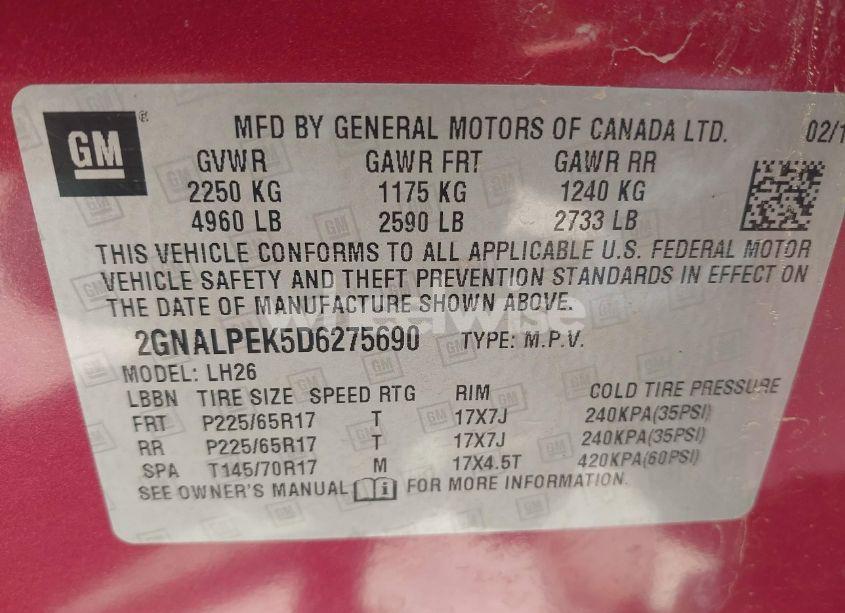 GM®
MFD BY GENERAL MOTORS OF CANADA LTD. 02/1
GVWR GAWR FRT GAWR RR
2250 KG 1175 KG 1240 KG
4960 LB 2590 LB 2733 LB
THIS VEHICLE CONFORMS TO ALL APPLICABLE U.S. FEDERAL MOTOR
VEHICLE SAFETY AND THEFT PREVENTION STANDARDS IN EFFECT ON
THE DATE OF MANUFACTURE SHOWN ABOVE.
2GNALPEK5D6275690 TYPE: M.P.V.
MODEL: LH26
LBBN TIRE SIZE SPEED RTG RIM COLD TIRE PRESSURE
FRT P225/65R17 T 17X7J 240KPA(35PSI)
RR P225/65R17 T 17X7J 240KPA(35PSI)
SPA T145/70R17 M 17X4.5T 420KPA(60PSI)
SEE OWNER'S MANUAL FOR MORE INFORMATION.